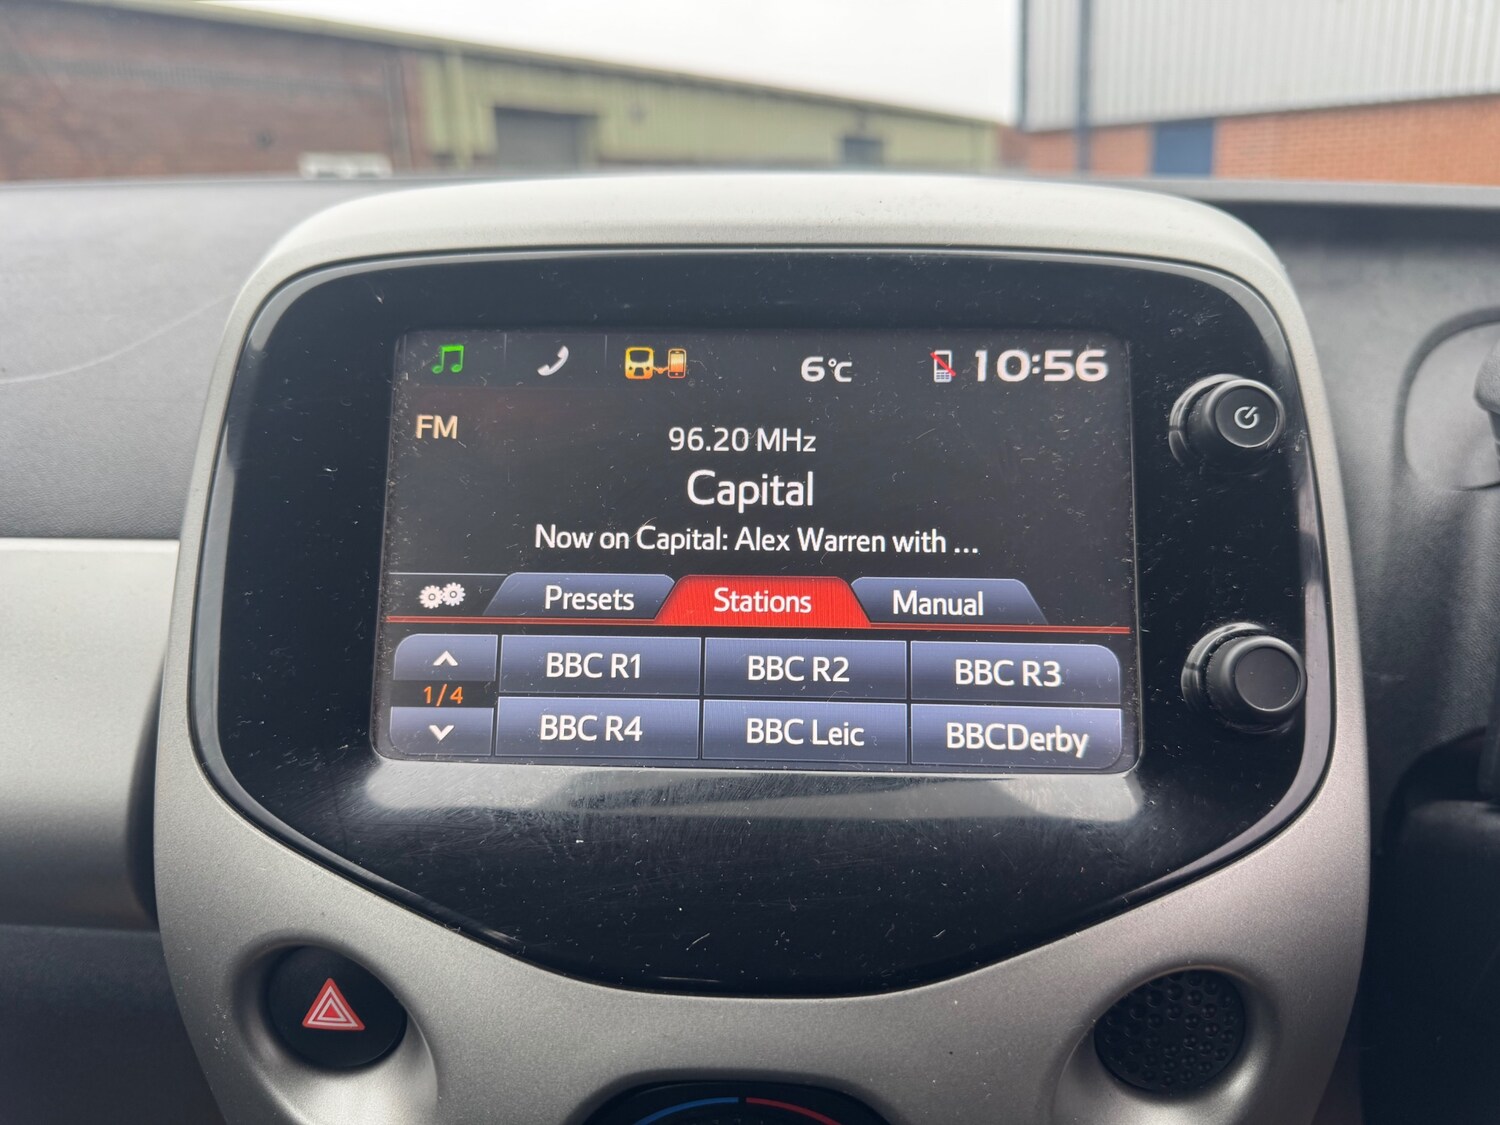 6°C
10:56
FM
96.20 MHz
Capital
Now on Capital: Alex Warren with ...
Presets
Stations
Manual
1/4
BBC R1
BBC R2
BBC R3
BBC R4
BBC Leic
BBCDerby